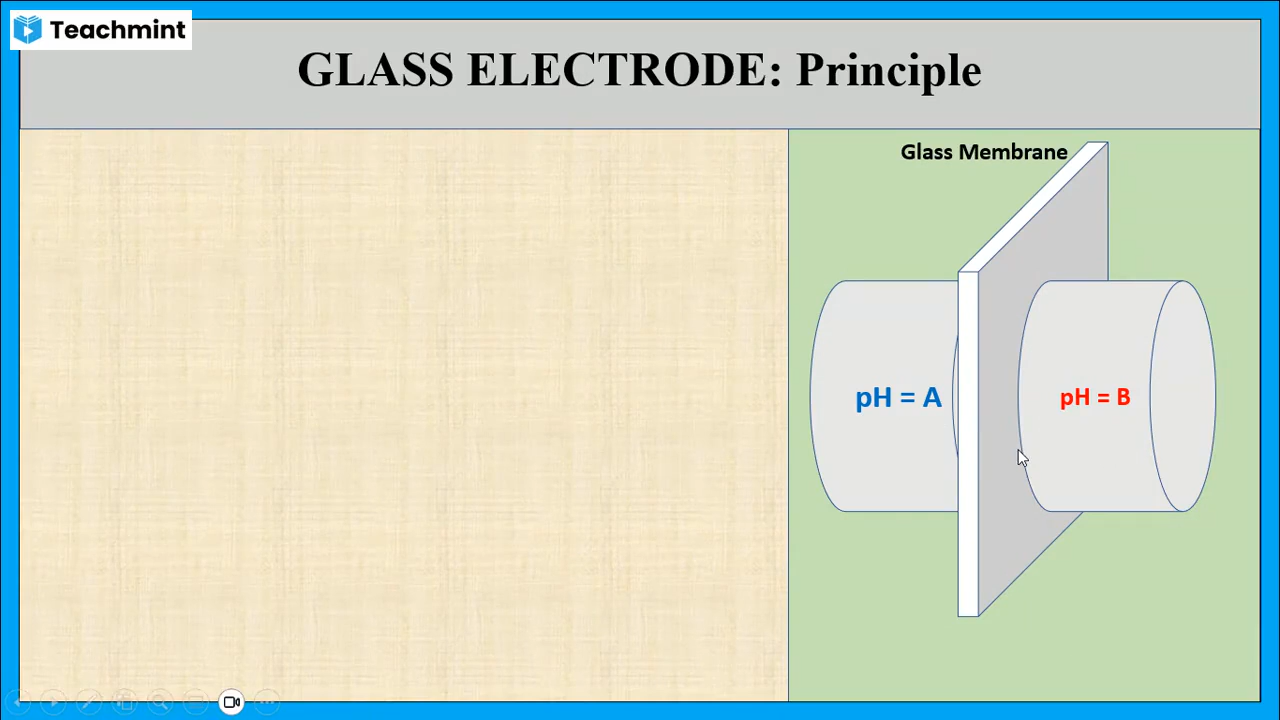 Teachmint
GLASS ELECTRODE: Principle
Glass Membrane
pH = A
pH = B